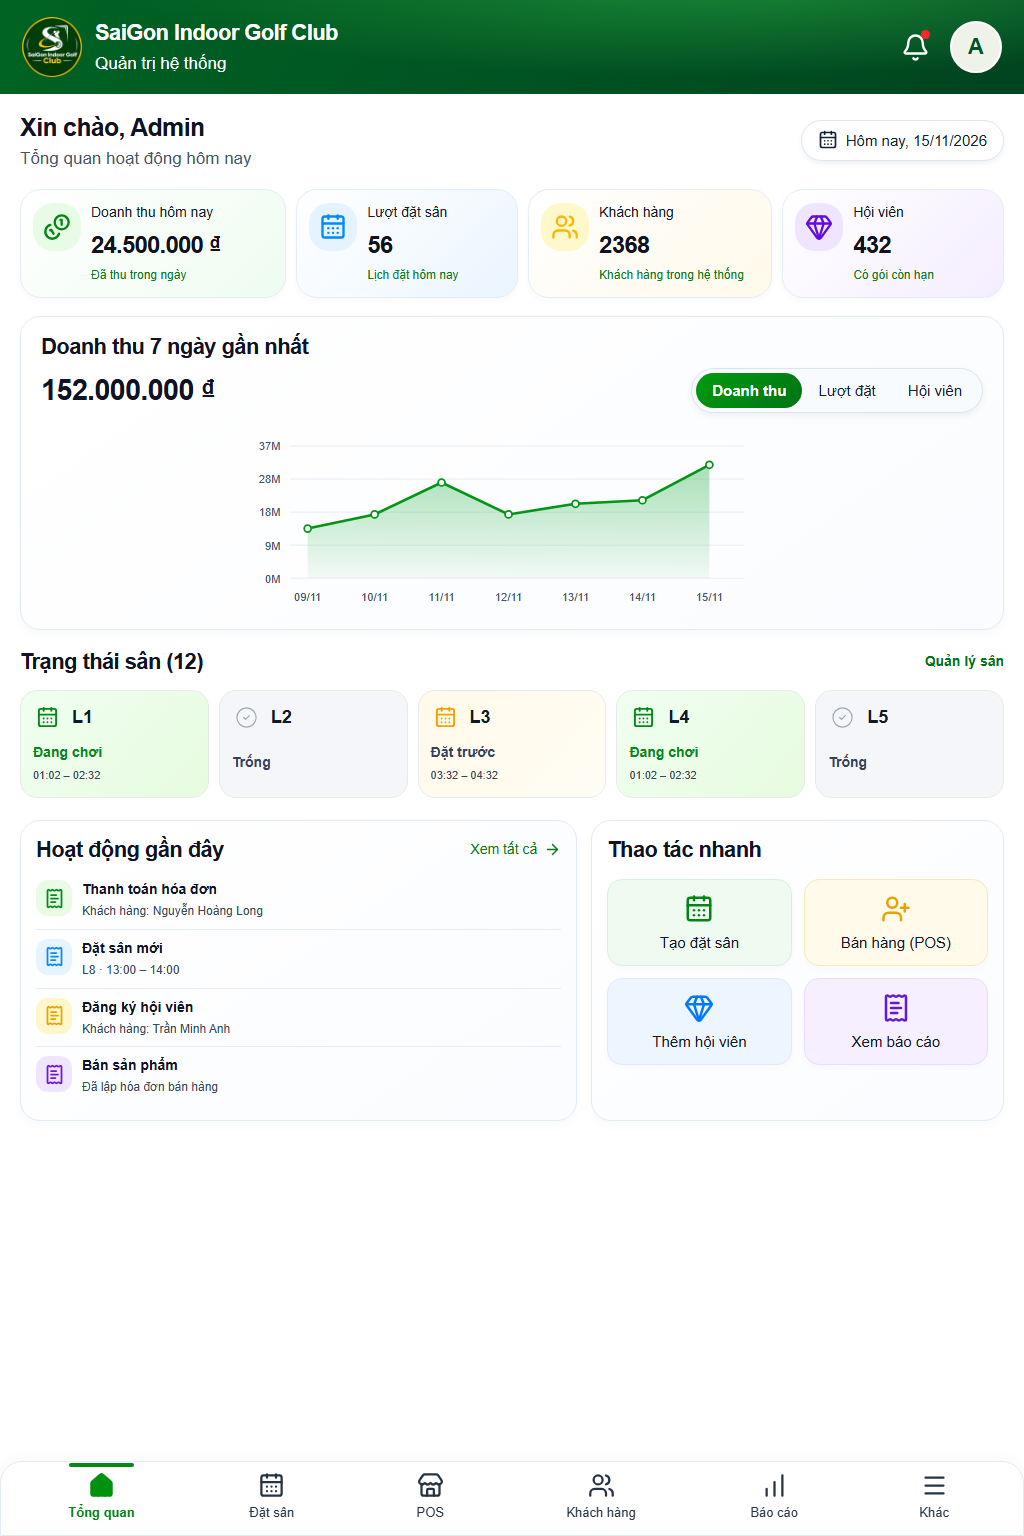 SaiGon Indoor Golf Club
Quản trị hệ thống
SaiGon Indoor Golf
Club
A
Xin chào, Admin
Tổng quan hoạt động hôm nay
Hôm nay, 15/11/2026
Doanh thu hôm nay
24.500.000 ₫
Đã thu trong ngày
Lượt đặt sân
56
Lịch đặt hôm nay
Khách hàng
2368
Khách hàng trong hệ thống
Hội viên
432
Có gói còn hạn
Doanh thu 7 ngày gần nhất
152.000.000 ₫
Doanh thu
Lượt đặt
Hội viên
37M
28M
18M
9M
0M
09/11
10/11
11/11
12/11
13/11
14/11
15/11
Trạng thái sân (12)
Quản lý sân
L1
Đang chơi
01:02 – 02:32
L2
Trống
L3
Đặt trước
03:32 – 04:32
L4
Đang chơi
01:02 – 02:32
L5
Trống
Hoạt động gần đây
Xem tất cả
Thanh toán hóa đơn
Khách hàng: Nguyễn Hoàng Long
Đặt sân mới
L8 · 13:00 – 14:00
Đăng ký hội viên
Khách hàng: Trần Minh Anh
Bán sản phẩm
Đã lập hóa đơn bán hàng
Thao tác nhanh
Tạo đặt sân
Bán hàng (POS)
Thêm hội viên
Xem báo cáo
Tổng quan
Đặt sân
POS
Khách hàng
Báo cáo
Khác